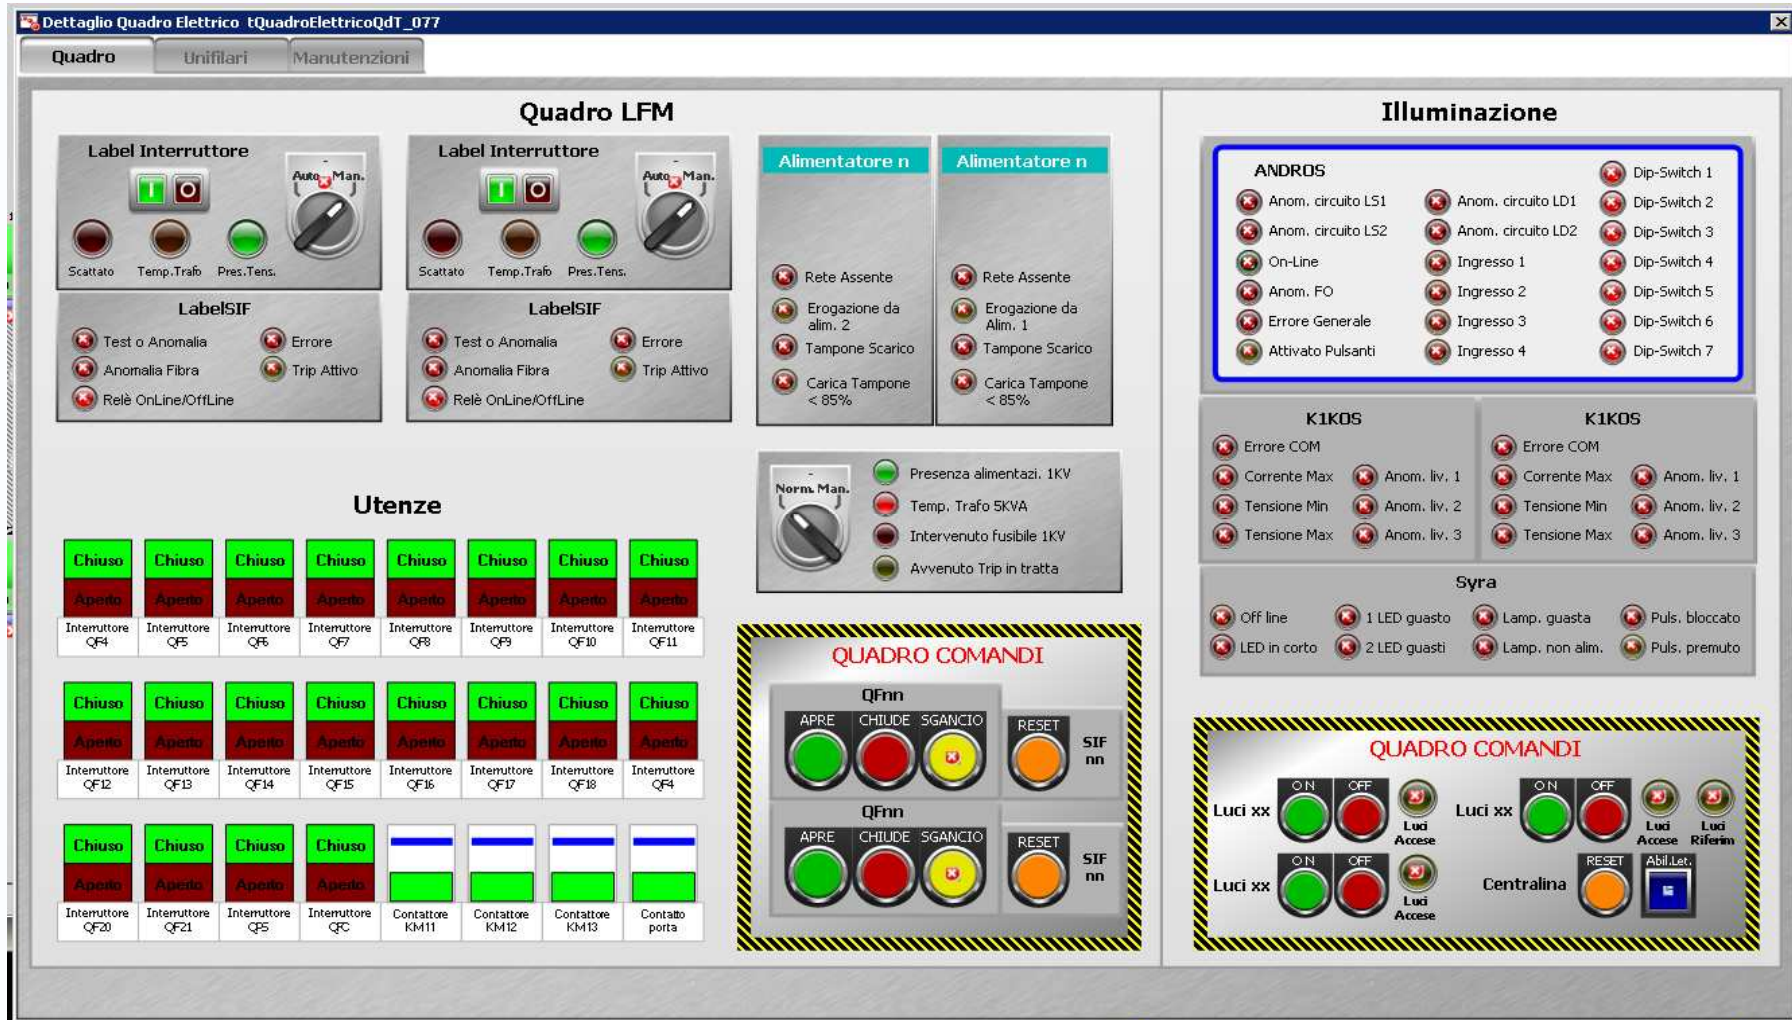 Dettaglio Quadro Elettrico tQuadroElettricoQdT_077
Quadro
Unifilari
Manutenzioni
Quadro LFM
Label Interruttore
Auto
Man.
Scattato
Temp.Trafo
Pres.Tens.
LabelSIF
Test o Anomalia
Errore
Anomalia Fibra
Trip Attivo
Relè OnLine/OffLine
Label Interruttore
Auto
Man.
Scattato
Temp.Trafo
Pres.Tens.
LabelSIF
Test o Anomalia
Errore
Anomalia Fibra
Trip Attivo
Relè OnLine/OffLine
Alimentatore n
Rete Assente
Erogazione da
alim. 2
Tampone Scarico
Carica Tampone
< 85%
Alimentatore n
Rete Assente
Erogazione da
Alim. 1
Tampone Scarico
Carica Tampone
< 85%
Norm. Man.
Presenza alimentazi. 1KV
Temp. Trafo 5KVA
Intervenuto fusibile 1KV
Avvenuto Trip in tratta
Utenze
Chiuso Chiuso Chiuso Chiuso Chiuso Chiuso Chiuso Chiuso
Aperto Aperto Aperto Aperto Aperto Aperto Aperto Aperto
Interruttore Interruttore Interruttore Interruttore Interruttore Interruttore Interruttore Interruttore
QF4 QF5 QF6 QF7 QF8 QF9 QF10 QF11
Chiuso Chiuso Chiuso Chiuso Chiuso Chiuso Chiuso Chiuso
Aperto Aperto Aperto Aperto Aperto Aperto Aperto Aperto
Interruttore Interruttore Interruttore Interruttore Interruttore Interruttore Interruttore Interruttore
QF12 QF13 QF14 QF15 QF16 QF17 QF18 QF4
Chiuso Chiuso Chiuso Chiuso
Aperto Aperto Aperto Aperto
Interruttore Interruttore Interruttore Interruttore Contattore Contattore Contattore Contatto
QF20 QF21 QPS QFC KM11 KM12 KM13 porta
QUADRO COMANDI
QFnn
APRE CHIUDE SGANCIO RESET
SIF
nn
QFnn
APRE CHIUDE SGANCIO RESET
SIF
nn
Illuminazione
ANDROS
Dip-Switch 1
Anom. circuito LS1 Anom. circuito LD1 Dip-Switch 2
Anom. circuito LS2 Anom. circuito LD2 Dip-Switch 3
On-Line Ingresso 1 Dip-Switch 4
Anom. FO Ingresso 2 Dip-Switch 5
Errore Generale Ingresso 3 Dip-Switch 6
Attivato Pulsanti Ingresso 4 Dip-Switch 7
K1KOS
Errore COM
Corrente Max Anom. liv. 1
Tensione Min Anom. liv. 2
Tensione Max Anom. liv. 3
K1KOS
Errore COM
Corrente Max Anom. liv. 1
Tensione Min Anom. liv. 2
Tensione Max Anom. liv. 3
Syra
Off line 1 LED guasto Lamp. guasta Puls. bloccato
LED in corto 2 LED guasti Lamp. non alim. Puls. premuto
QUADRO COMANDI
Luci xx
ON OFF
Luci
Accese
Luci xx
ON OFF
Luci
Accese
Luci
Riferim
Luci xx
ON OFF
Luci
Accese
Centralina
RESET
Abil.Let.